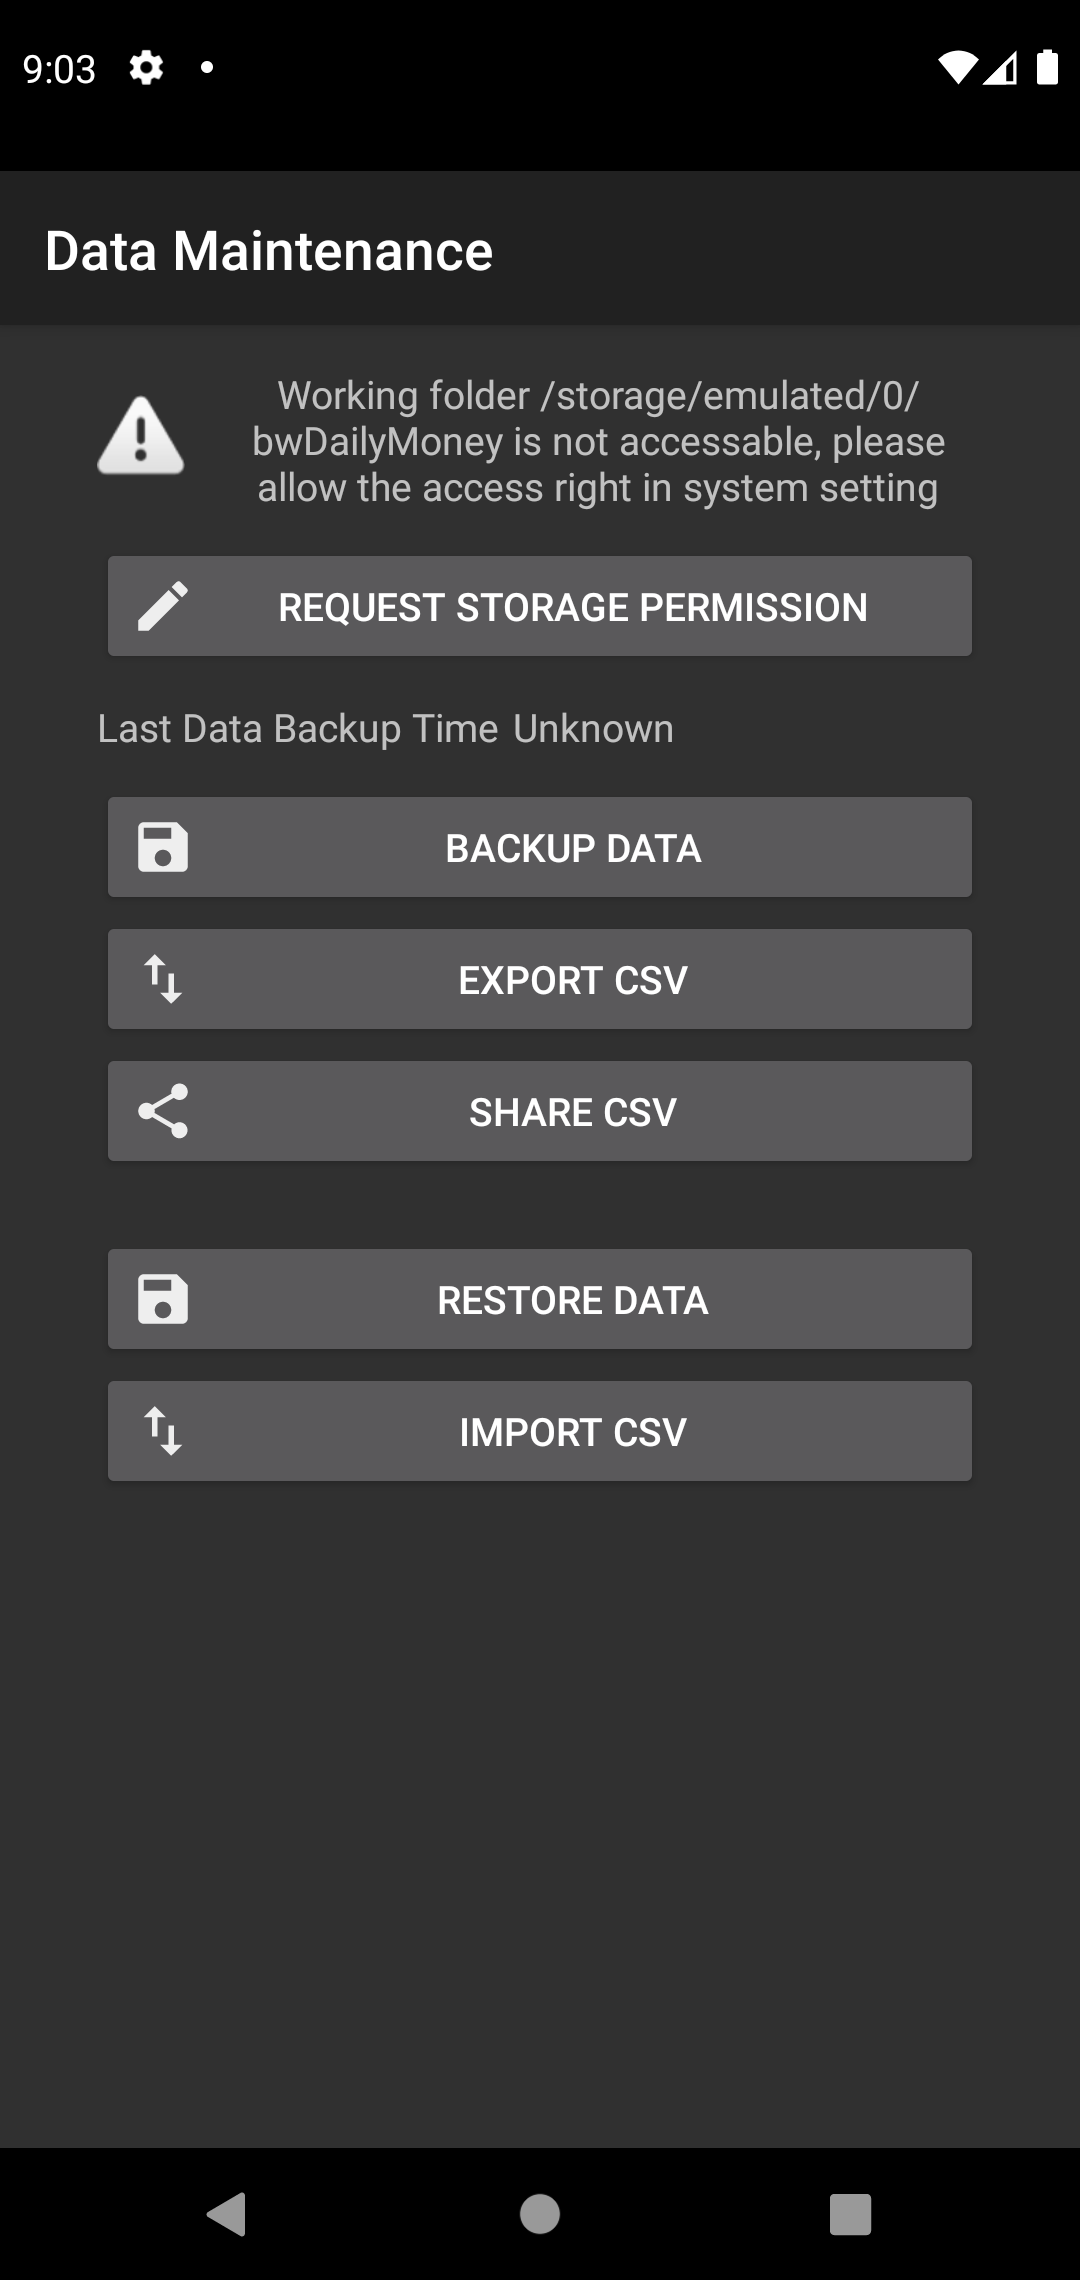 9:03
Data Maintenance
Working folder /storage/emulated/0/
bwDailyMoney is not accessable, please
allow the access right in system setting
REQUEST STORAGE PERMISSION
Last Data Backup Time Unknown
BACKUP DATA
EXPORT CSV
SHARE CSV
RESTORE DATA
IMPORT CSV